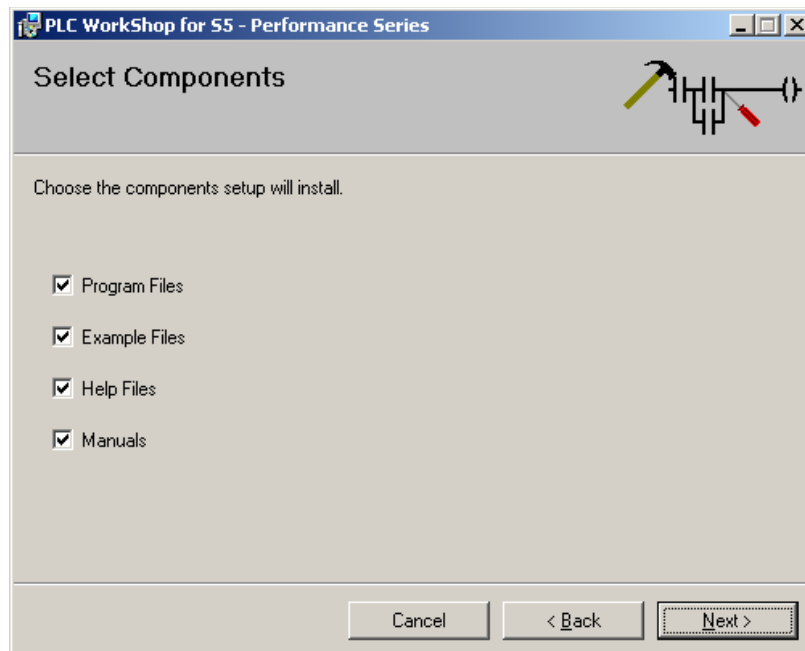 PLC WorkShop for S5 - Performance Series
Select Components
Choose the components setup will install.
Program Files
Example Files
Help Files
Manuals
Cancel
< Back
Next >